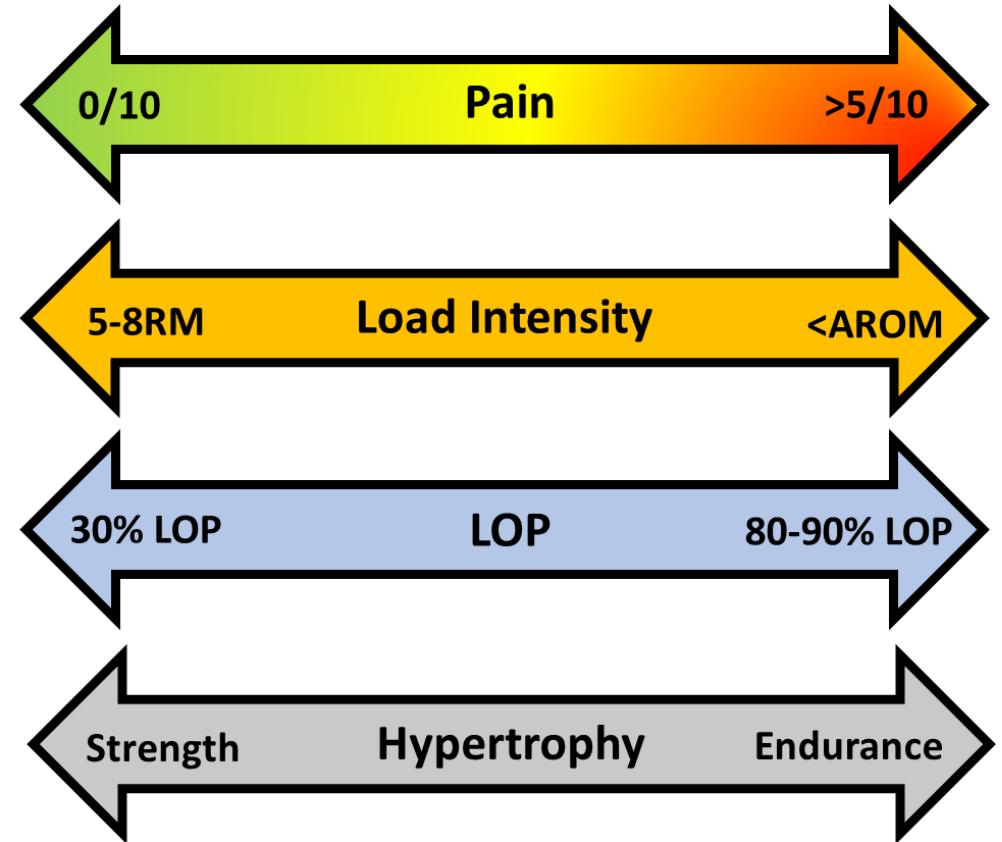 0/10 Pain >5/10
5-8RM Load Intensity <AROM
30% LOP LOP 80-90% LOP
Strength Hypertrophy Endurance